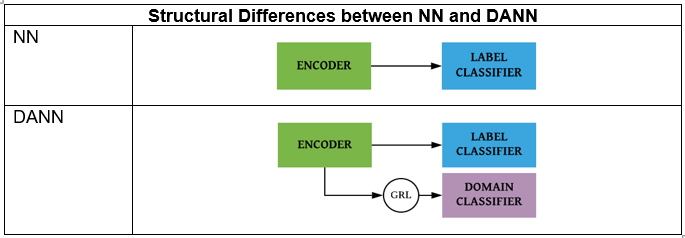 Structural Differences between NN and DANN
NN
ENCODER
LABEL
CLASSIFIER
DANN
ENCODER
LABEL
CLASSIFIER
GRL
DOMAIN
CLASSIFIER